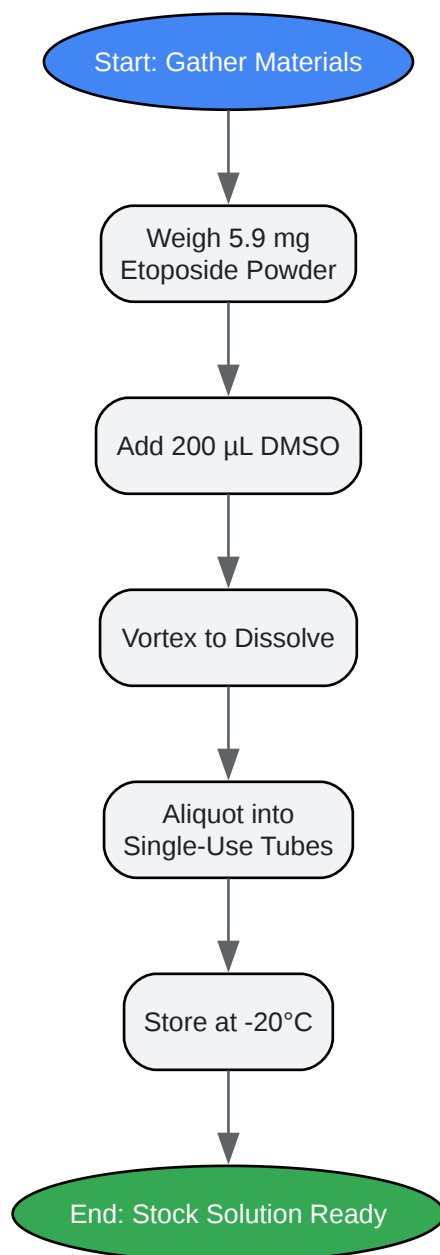 Start: Gather Materials
Weigh 5.9 mg
Etoposide Powder
Add 200 µL DMSO
Vortex to Dissolve
Aliquot into
Single-Use Tubes
Store at -20°C
End: Stock Solution Ready